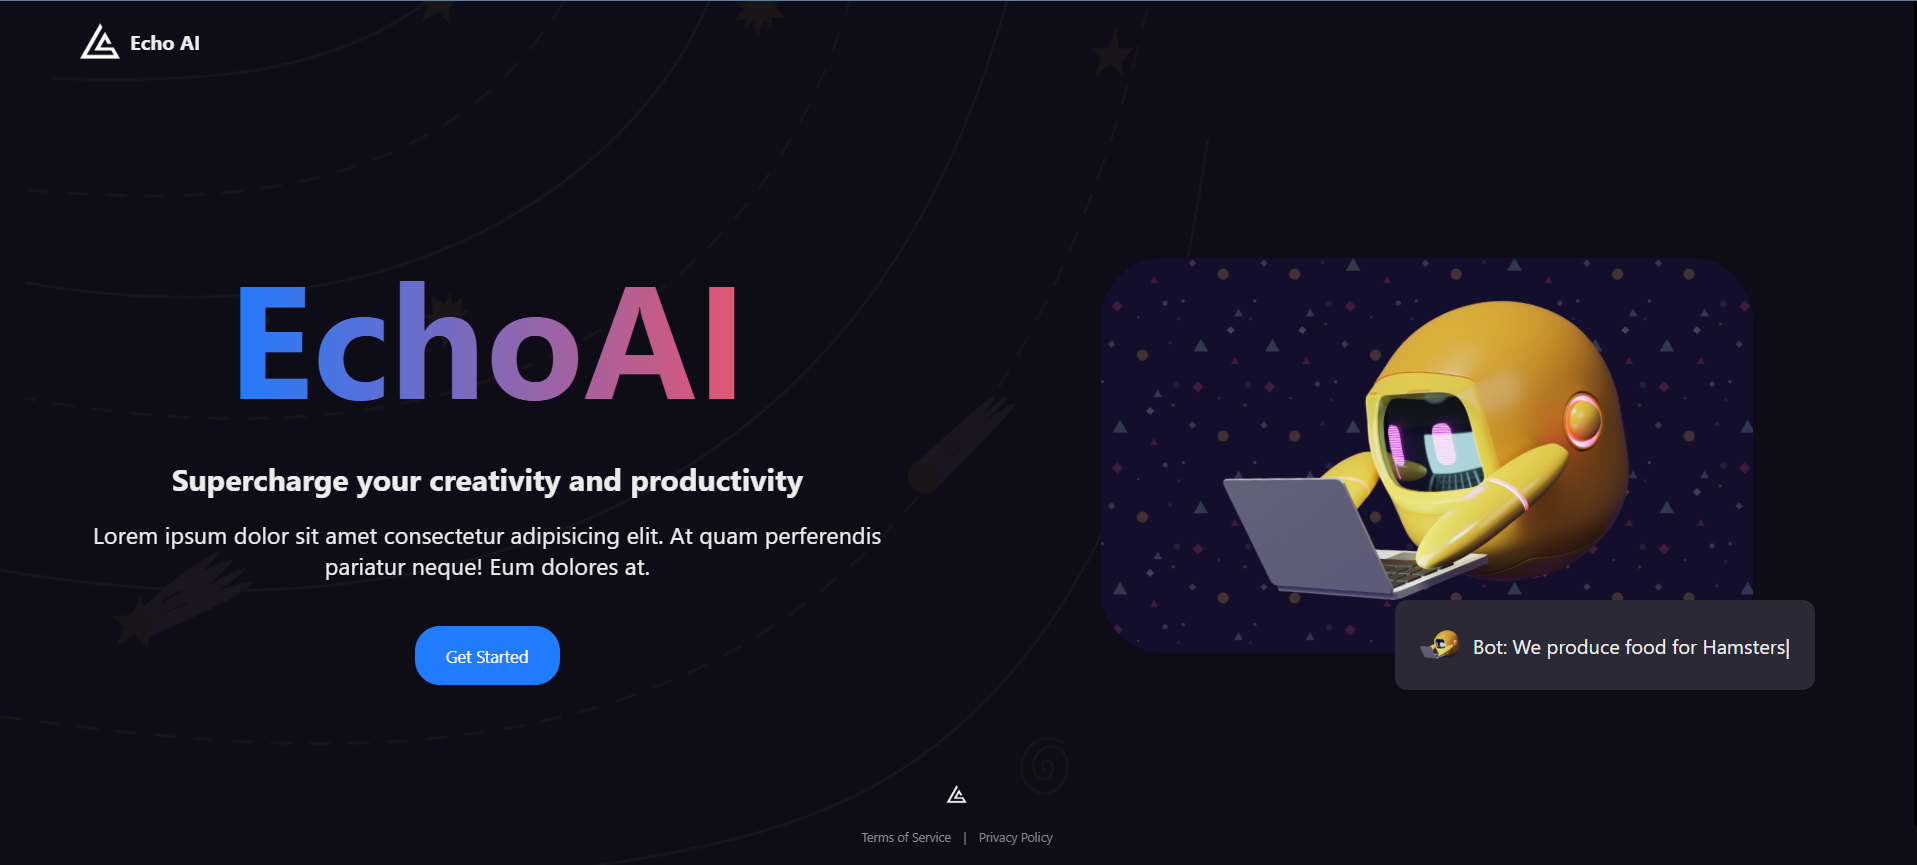 Echo AI
EchoAI
Supercharge your creativity and productivity
Lorem ipsum dolor sit amet consectetur adipisicing elit. At quam perferendis
pariatur neque! Eum dolores at.
Get Started
Bot: We produce food for Hamsters|
Terms of Service | Privacy Policy